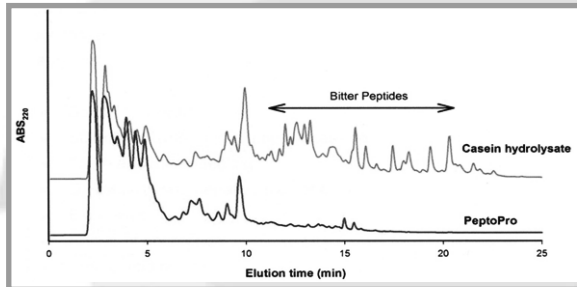 Bitter Peptides
ABS220
Casein hydrolysate
PeptoPro
0 5 10 15 20 25
Elution time (min)